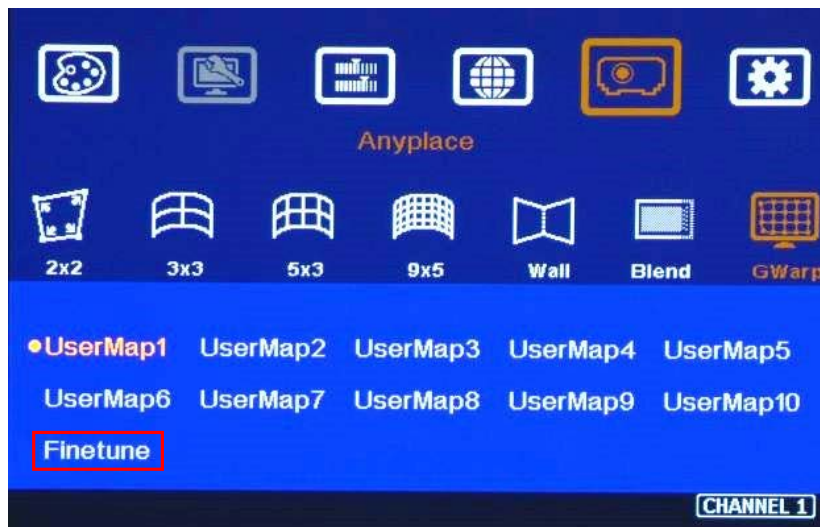 Anyplace
2x2 3x3 5x3 9x5 Wall Blend GWarp
UserMap1 UserMap2 UserMap3 UserMap4 UserMap5
UserMap6 UserMap7 UserMap8 UserMap9 UserMap10
Finetune
CHANNEL 1